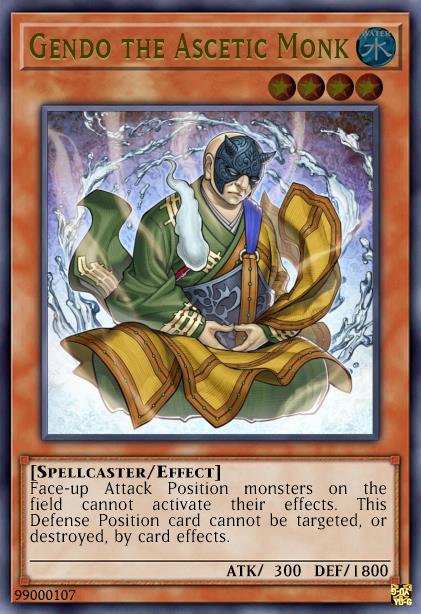 Gendo the Ascetic Monk
WATER
水
[Spellcaster/Effect]
Face-up Attack Position monsters on the
field cannot activate their effects. This
Defense Position card cannot be targeted, or
destroyed, by card effects.
ATK/ 300 DEF/1800
99000107